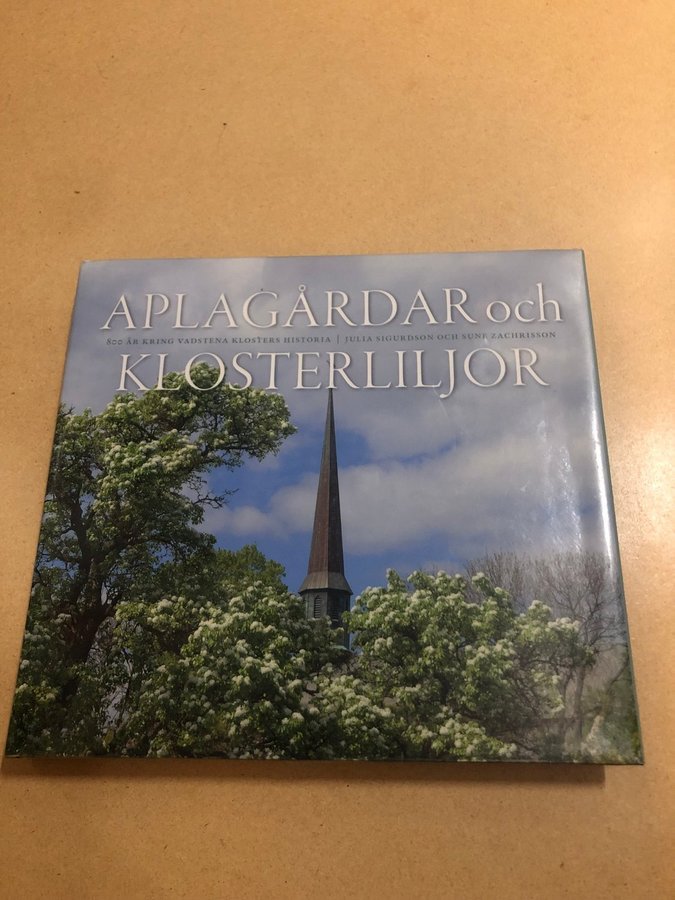 APLAGÅRDAR och
800 ÅR KRING VADSTENA KLOSTERS HISTORIA | JULIA SIGURDSON OCH SUNE ZACHRISSON
KLOSTERLILJOR